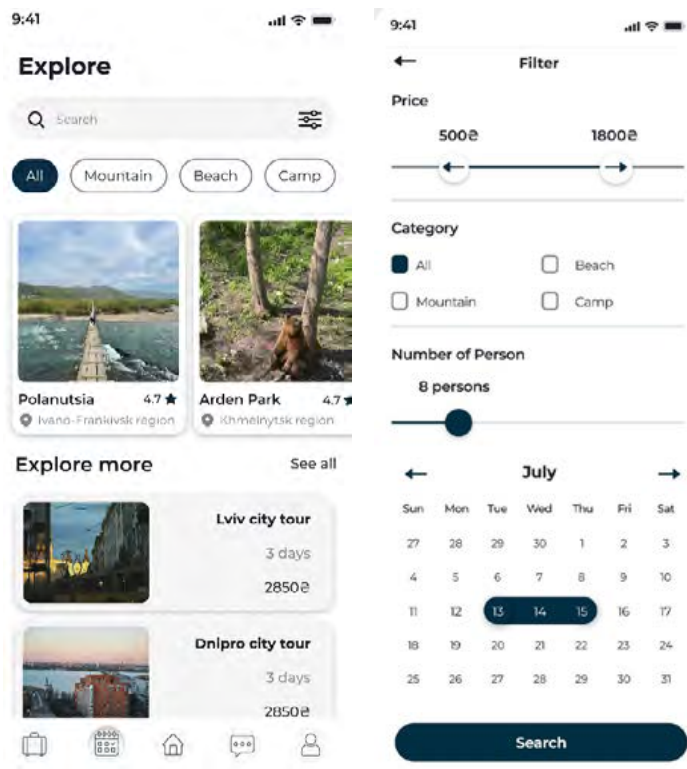 9:41
Explore
Search
All Mountain Beach Camp
Polanutsia 4.7 ★
Ivano-Frankivsk region
Arden Park 4.7 ★
Khmelnytsk region
Explore more See all
Lviv city tour
3 days
2850₴
Dnipro city tour
3 days
2850₴
9:41
Filter
Price
500₴ 1800₴
Category
All Beach
Mountain Camp
Number of Person
8 persons
July
Sun Mon Tue Wed Thu Fri Sat
27 28 29 30 1 2 3
4 5 6 7 8 9 10
11 12 13 14 15 16 17
18 19 20 21 22 23 24
25 26 27 28 29 30 31
Search